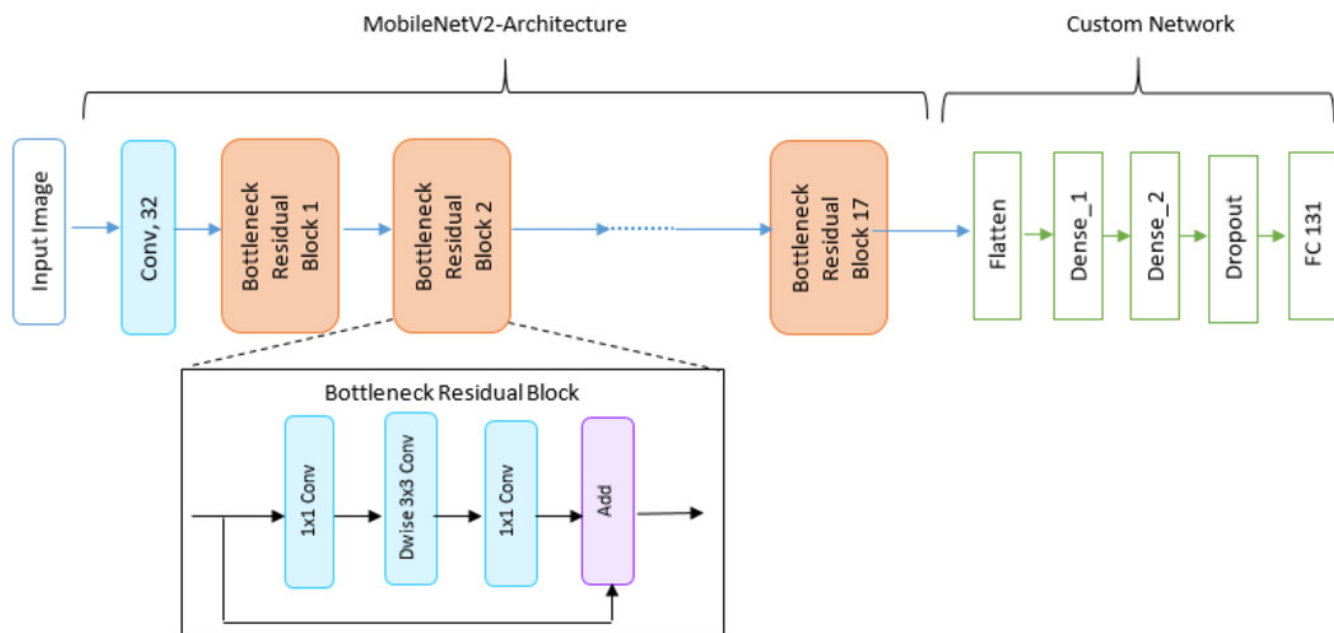 MobileNetV2-Architecture
Custom Network
Input Image
Conv, 32
Bottleneck
Residual
Block 1
Bottleneck
Residual
Block 2
Bottleneck
Residual
Block 17
Flatten
Dense_1
Dense_2
Dropout
FC 131
Bottleneck Residual Block
1x1 Conv
Dwise 3x3 Conv
1x1 Conv
Add